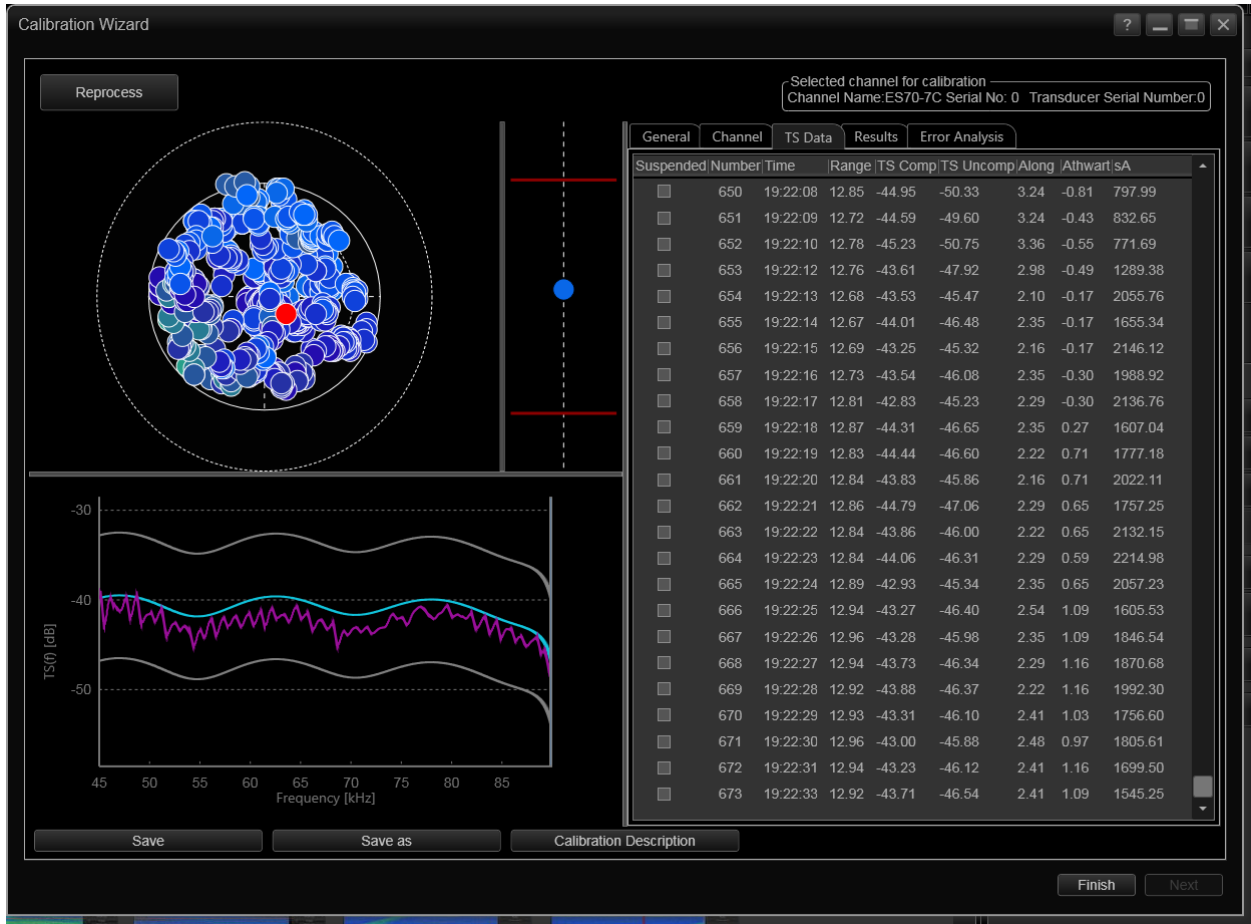 Calibration Wizard
?
Reprocess
Selected channel for calibration
Channel Name:ES70-7C Serial No: 0 Transducer Serial Number:0
General Channel TS Data Results Error Analysis
Suspended Number Time Range TS Comp TS Uncomp Along Athwart sA
650 19:22:08 12.85 -44.95 -50.33 3.24 -0.81 797.99
651 19:22:09 12.72 -44.59 -49.60 3.24 -0.43 832.65
652 19:22:10 12.78 -45.23 -50.75 3.36 -0.55 771.69
653 19:22:12 12.76 -43.61 -47.92 2.98 -0.49 1289.38
654 19:22:13 12.68 -43.53 -45.47 2.10 -0.17 2055.76
655 19:22:14 12.67 -44.01 -46.48 2.35 -0.17 1655.34
656 19:22:15 12.69 -43.25 -45.32 2.16 -0.17 2146.12
657 19:22:16 12.73 -43.54 -46.08 2.35 -0.30 1988.92
658 19:22:17 12.81 -42.83 -45.23 2.29 -0.30 2136.76
659 19:22:18 12.87 -44.31 -46.65 2.35 0.27 1607.04
660 19:22:19 12.83 -44.44 -46.60 2.22 0.71 1777.18
661 19:22:20 12.84 -43.83 -45.86 2.16 0.71 2022.11
662 19:22:21 12.86 -44.79 -47.06 2.29 0.65 1757.25
663 19:22:22 12.84 -43.86 -46.00 2.22 0.65 2132.15
664 19:22:23 12.84 -44.06 -46.31 2.29 0.59 2214.98
665 19:22:24 12.89 -42.93 -45.34 2.35 0.65 2057.23
666 19:22:25 12.94 -43.27 -46.40 2.54 1.09 1605.53
667 19:22:26 12.96 -43.28 -45.96 2.35 1.09 1846.54
668 19:22:27 12.94 -43.73 -46.34 2.29 1.16 1870.68
669 19:22:28 12.92 -43.88 -46.37 2.22 1.16 1992.30
670 19:22:29 12.93 -43.31 -46.10 2.41 1.03 1756.60
671 19:22:30 12.96 -43.00 -45.88 2.48 0.97 1805.61
672 19:22:31 12.94 -43.23 -46.12 2.41 1.16 1699.50
673 19:22:33 12.92 -43.71 -46.54 2.41 1.09 1545.25
-30
-40
-50
TS(f) [dB]
45 50 55 60 65 70 75 80 85
Frequency [kHz]
Save Save as Calibration Description
Finish Next